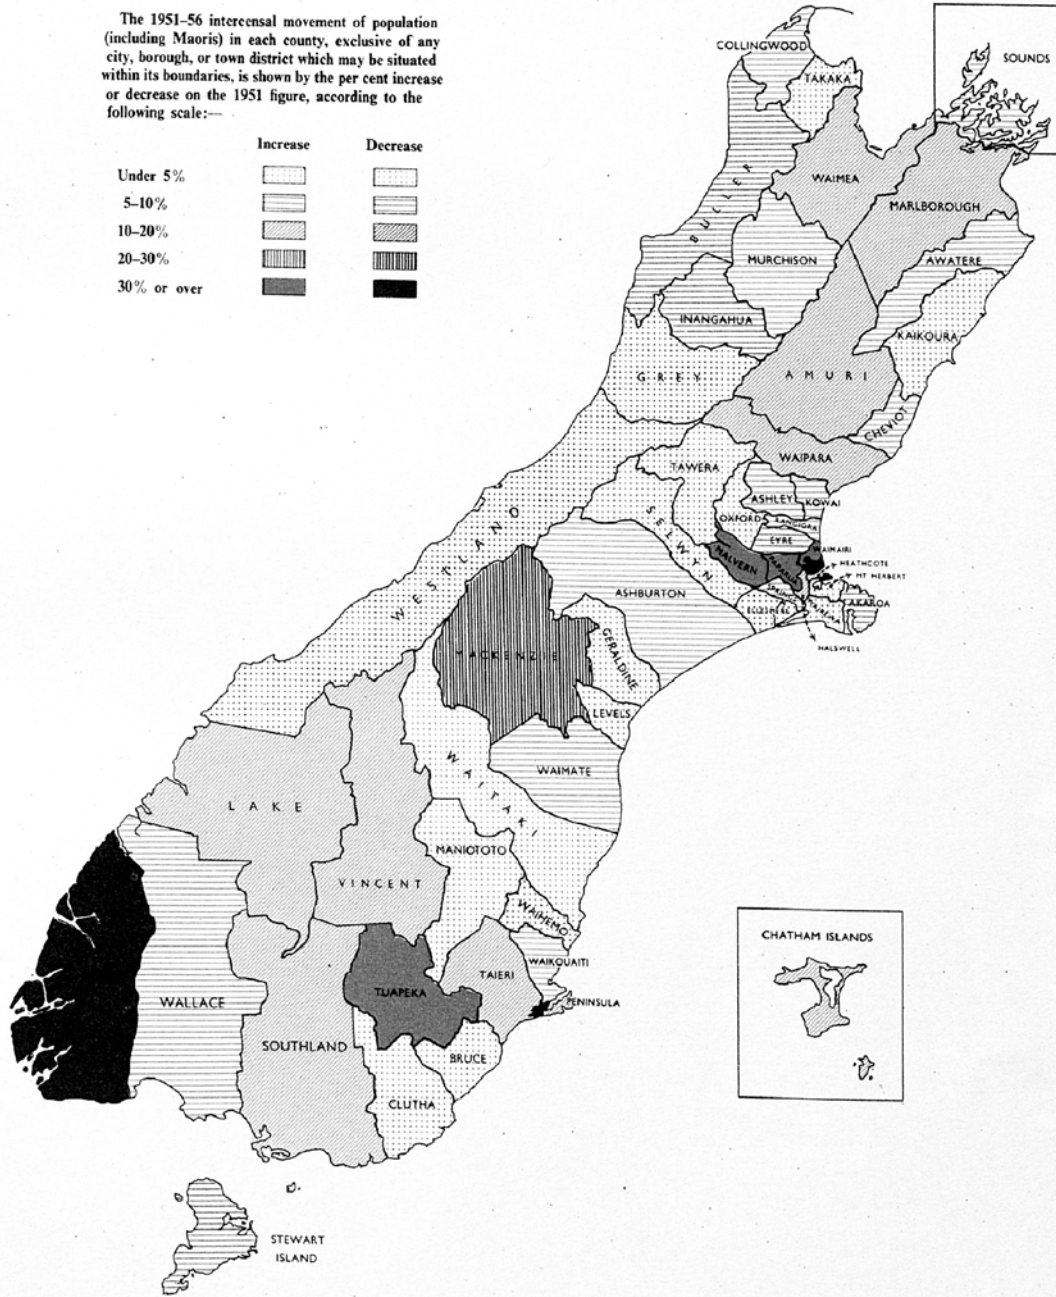 The 1951–56 intercensal movement of population
(including Maoris) in each county, exclusive of any
city, borough, or town district which may be situated
within its boundaries, is shown by the per cent increase
or decrease on the 1951 figure, according to the
following scale:—
Increase Decrease
Under 5%
5–10%
10–20%
20–30%
30% or over
COLLINGWOOD
SOUNDS
TAKAKA
WAIMEA
BULLER
MARLBOROUGH
MURCHISON
AWATERE
INANGAHUA
KAIKOURA
GREY
AMURI
CHEVIOT
WAIPARA
TAWERA
ASHLEY
KOWAI
WESTLAND
SELWYN
OXFORD
RANGIORA
EYRE
WAIMAIRI
MALVERN
PAPARUA
HEATHCOTE
MT HERBERT
ASHBURTON
SPRINGS
ELLESMERE
WAIREWA
AKAROA
HALSWELL
MACKENZIE
GERALDINE
LEVELS
WAITAKI
WAIMATE
LAKE
MANIOTOTO
VINCENT
WAIHEMO
CHATHAM ISLANDS
WAIKOUAITI
TAIERI
TUAPEKA
PENINSULA
WALLACE
SOUTHLAND
BRUCE
CLUTHA
STEWART
ISLAND